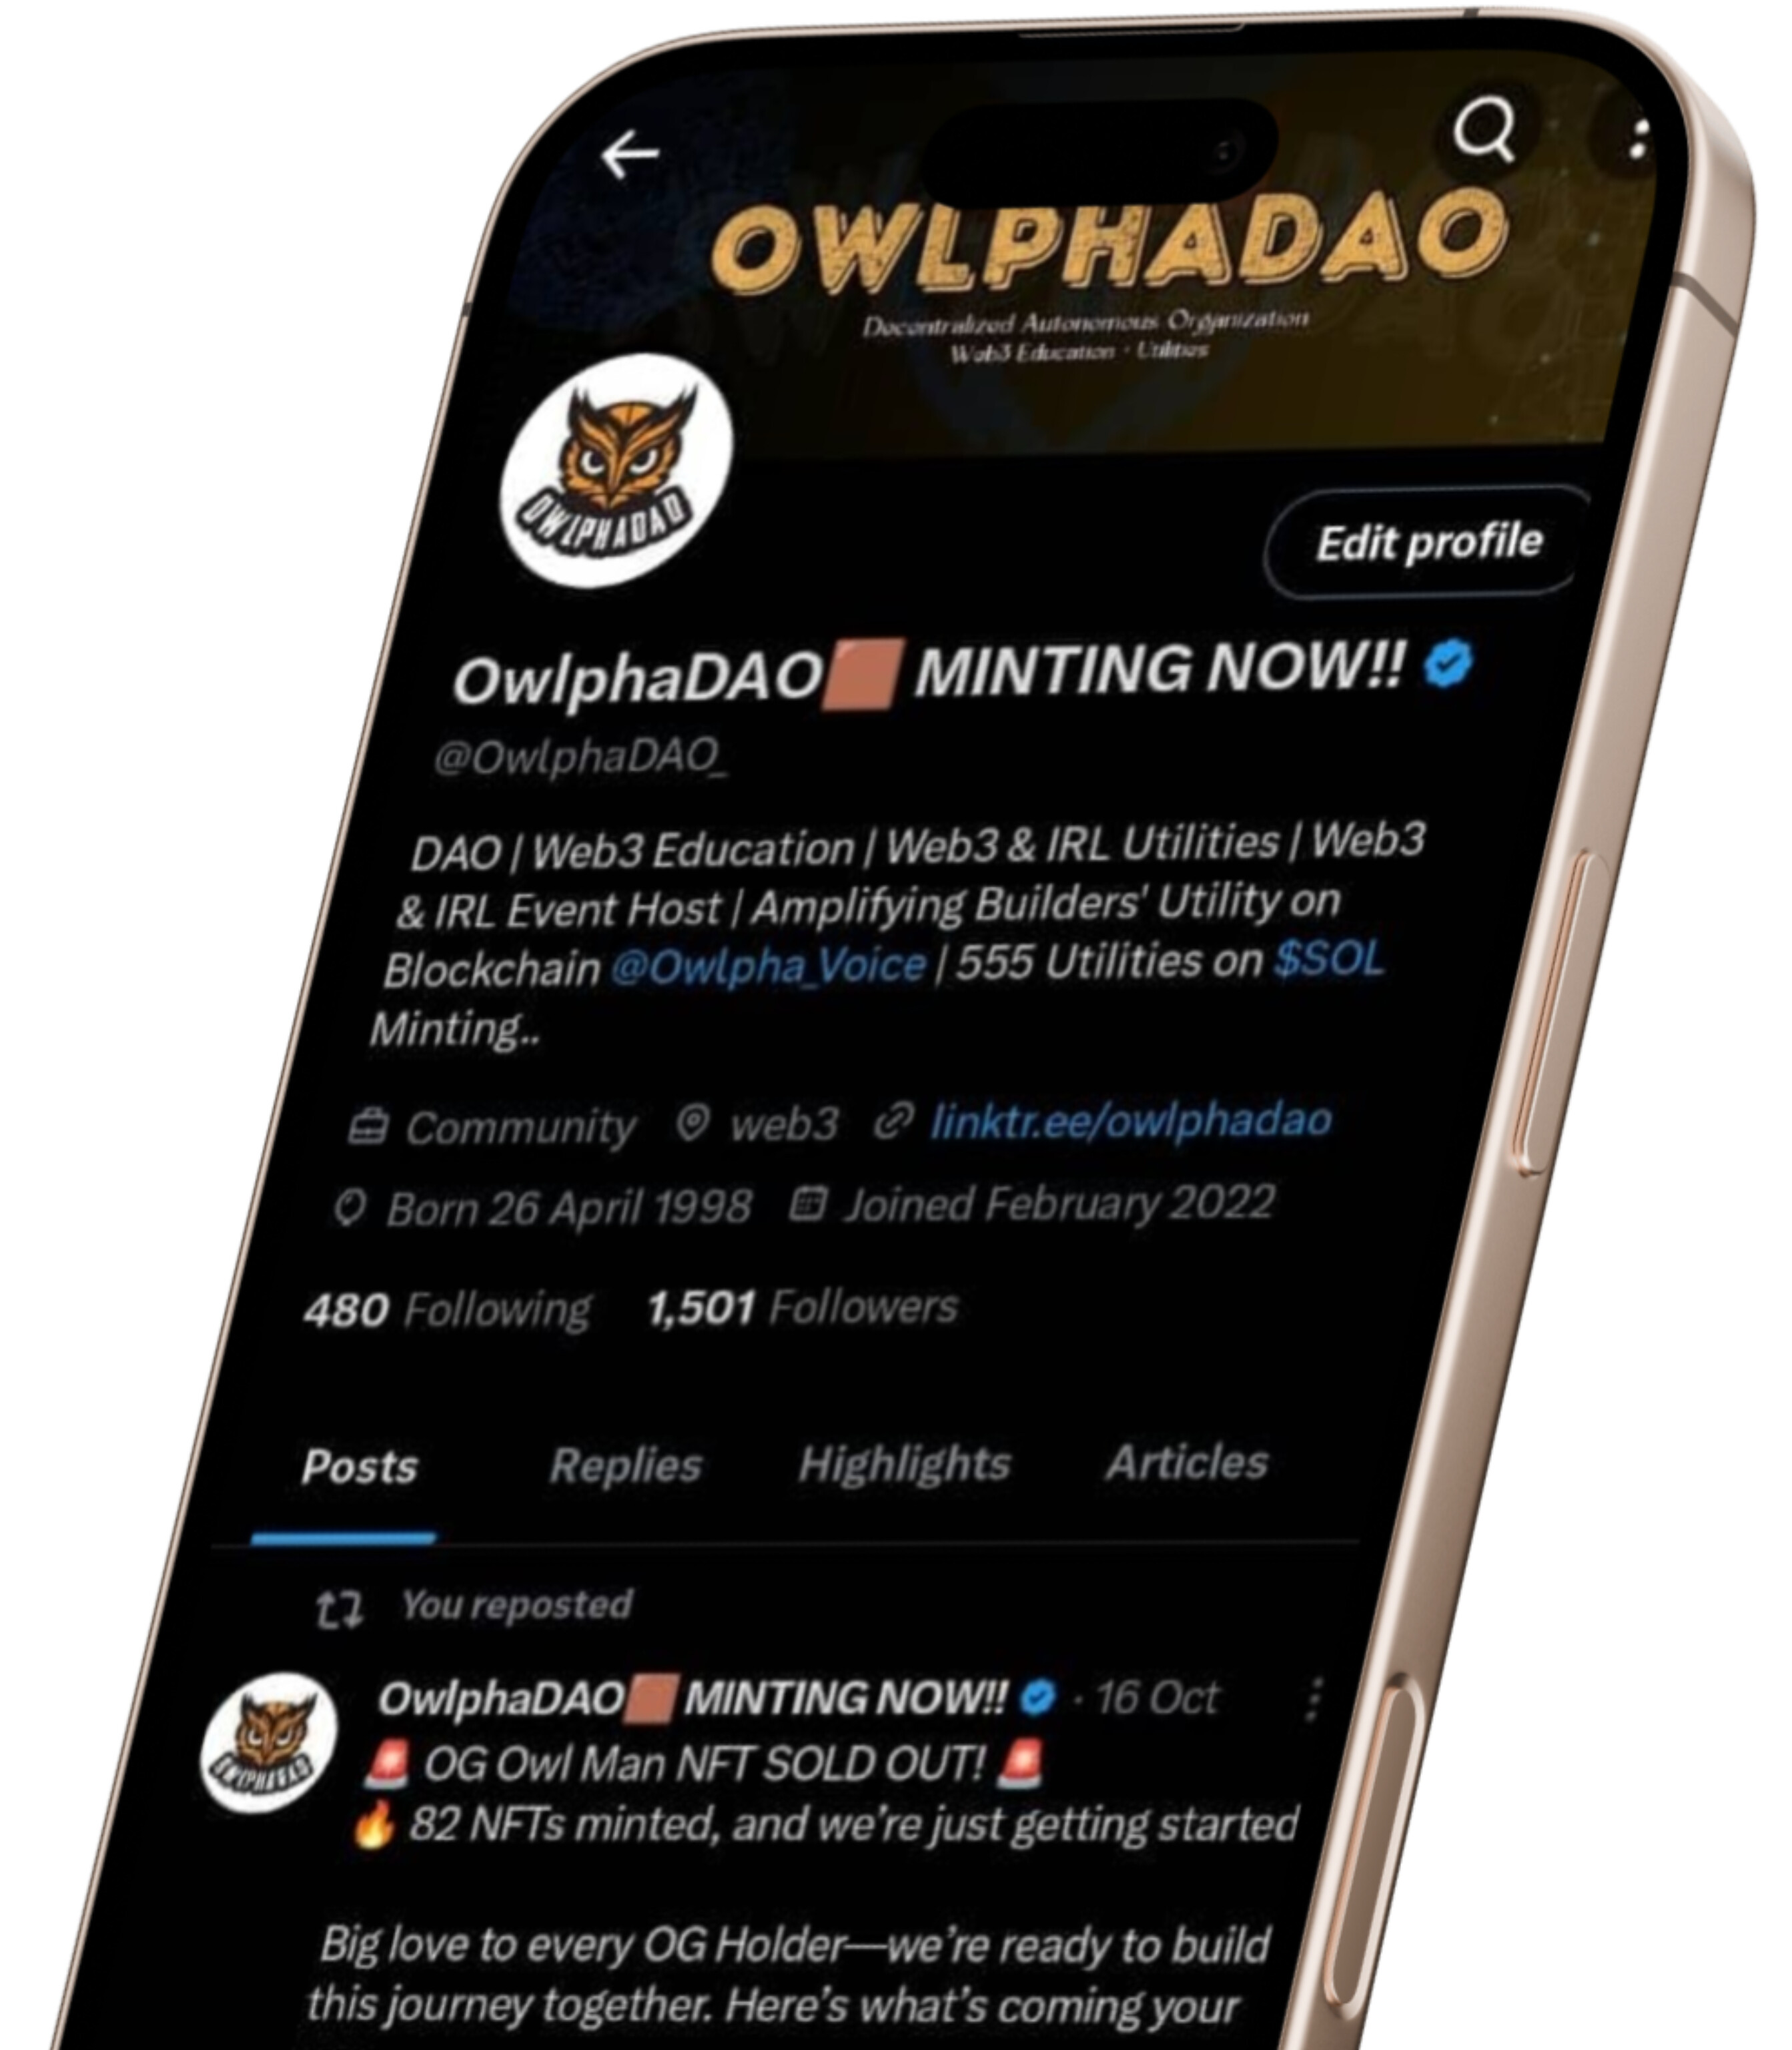 OWLPHADAO
Decentralized Autonomous Organization
Web3 Education · Utilities
OWLPHADAO
Edit profile
OwlphaDAO🟫 MINTING NOW!!
@OwlphaDAO_
DAO | Web3 Education | Web3 & IRL Utilities | Web3
& IRL Event Host | Amplifying Builders' Utility on
Blockchain @Owlpha_Voice | 555 Utilities on $SOL
Minting..
Community web3 linktr.ee/owlphadao
Born 26 April 1998 Joined February 2022
480 Following 1,501 Followers
Posts Replies Highlights Articles
You reposted
OwlphaDAO🟫 MINTING NOW!! · 16 Oct
OWLPHADAO
🚨 OG Owl Man NFT SOLD OUT! 🚨
🔥 82 NFTs minted, and we're just getting started
Big love to every OG Holder—we're ready to build
this journey together. Here's what's coming your